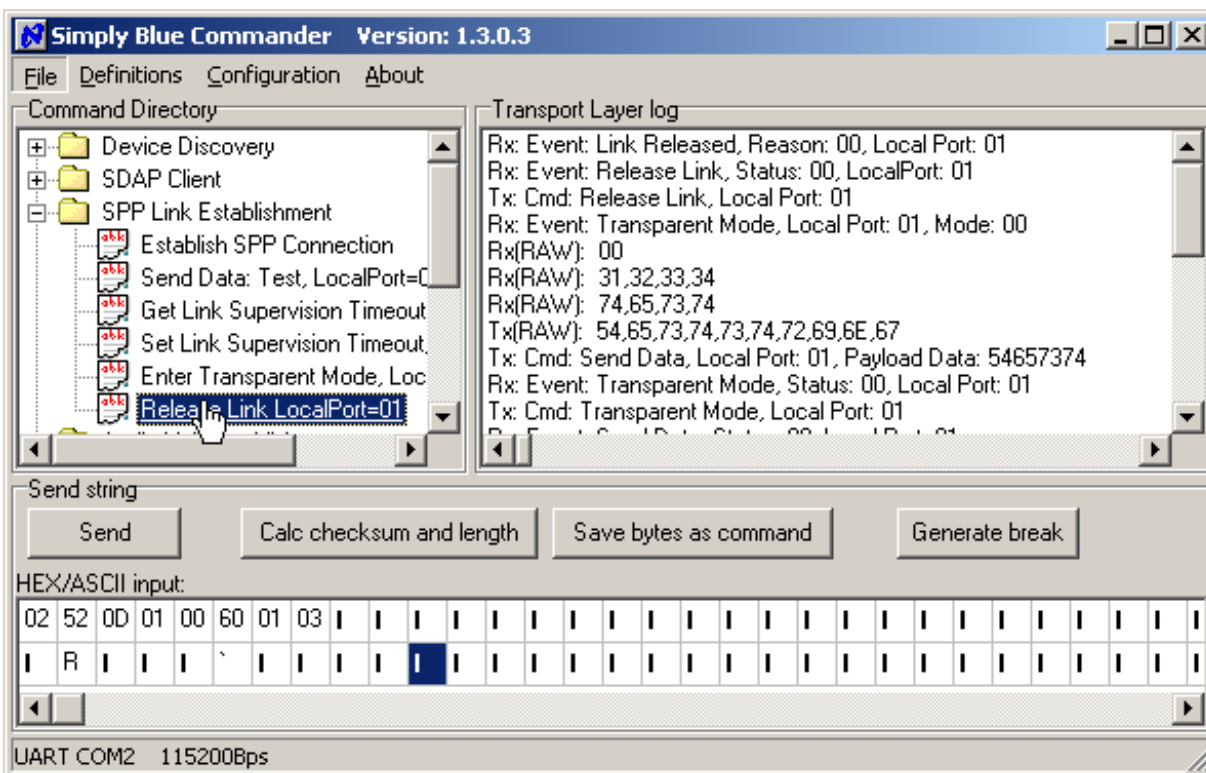 Simply Blue Commander Version: 1.3.0.3
File Definitions Configuration About
Command Directory
Device Discovery
SDAP Client
SPP Link Establishment
abk Establish SPP Connection
abk Send Data: Test, LocalPort=
abk Get Link Supervision Timeout
abk Set Link Supervision Timeout,
abk Enter Transparent Mode, Loc
abk Release Link LocalPort=01
Transport Layer log
Rx: Event: Link Released, Reason: 00, Local Port: 01
Rx: Event: Release Link, Status: 00, LocalPort: 01
Tx: Cmd: Release Link, Local Port: 01
Rx: Event: Transparent Mode, Local Port: 01, Mode: 00
Rx(RAW): 00
Rx(RAW): 31,32,33,34
Rx(RAW): 74,65,73,74
Tx(RAW): 54,65,73,74,73,74,72,69,6E,67
Tx: Cmd: Send Data, Local Port: 01, Payload Data: 54657374
Rx: Event: Transparent Mode, Status: 00, Local Port: 01
Tx: Cmd: Transparent Mode, Local Port: 01
Send string
Send Calc checksum and length Save bytes as command Generate break
HEX/ASCII input:
02 52 0D 01 00 60 01 03
R `
UART COM2 115200Bps